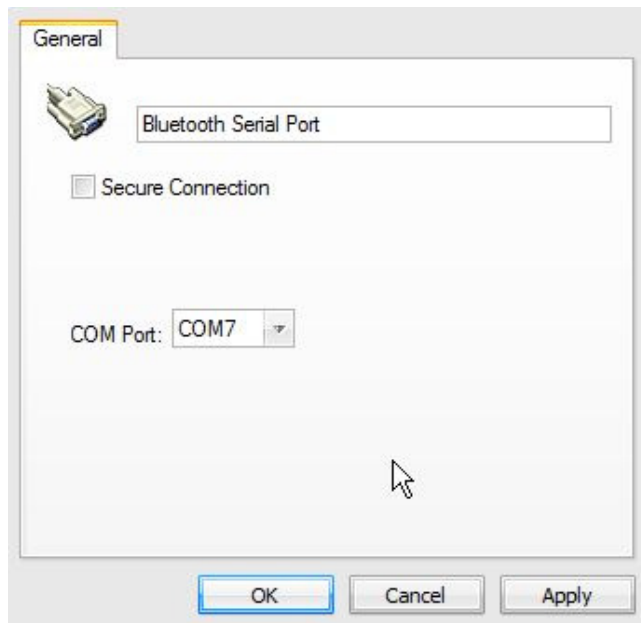 General
Bluetooth Serial Port
Secure Connection
COM Port: COM7
OK Cancel Apply